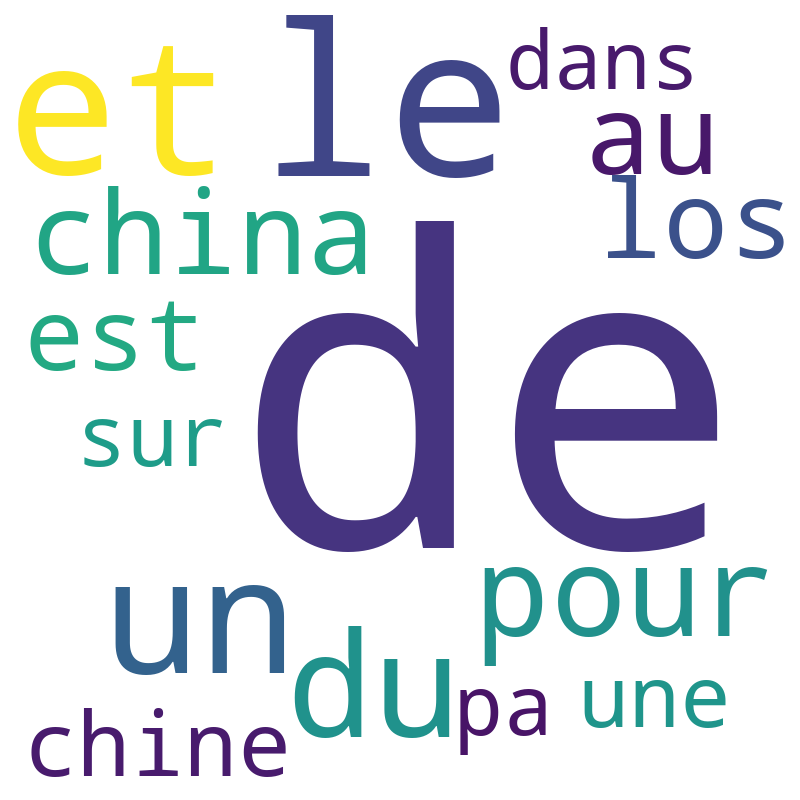 et le dans
au
china los
est de
sur
un pour
du pa une
chine